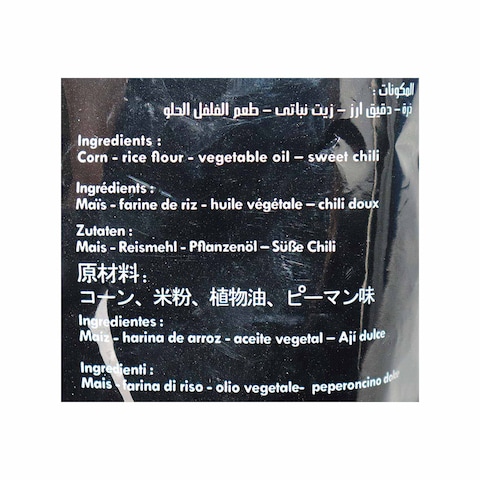 المكونات :
ذرة – دقيق ارز – زيت نباتى – طعم الفلفل الحلو
Ingredients :
Corn - rice flour - vegetable oil – sweet chili
Ingrédients :
Maïs - farine de riz - huile végétale – chili doux
Zutaten :
Mais - Reismehl - Pflanzenöl – Süße Chili
原材料：
コーン、米粉、植物油、ピーマン味
Ingredientes :
Maíz - harina de arroz - aceite vegetal – Ají dulce
Ingredienti :
Mais - farina di riso - olio vegetale- peperoncino dolce